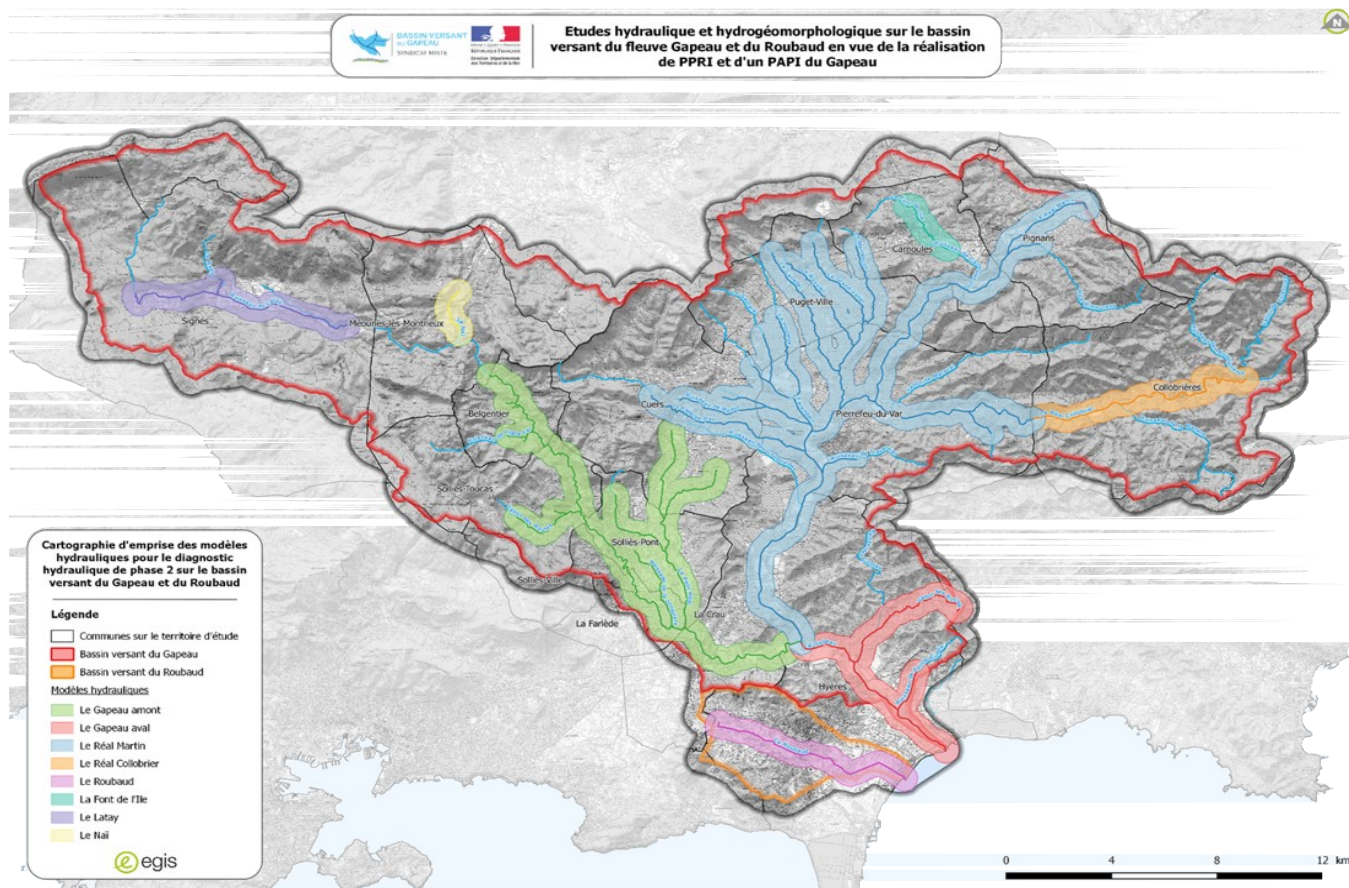 BASSIN VERSANT
DU GAPEAU
SYNDICAT MIXTE
RÉPUBLIQUE FRANÇAISE
Etudes hydraulique et hydrogéomorphologique sur le bassin
versant du fleuve Gapeau et du Roubaud en vue de la réalisation
de PPRI et d'un PAPI du Gapeau
N
Carnoules
Pignans
Puget-Ville
Signes
Méounes-les-Montrieux
Collobrières
Cuers
Belgentier
Pierrefeu-du-Var
Solliès-Toucas
Solliès-Pont
Solliès-Ville
La Farlède
La Crau
Hyères
Cartographie d'emprise des modèles
hydrauliques pour le diagnostic
hydraulique de phase 2 sur le bassin
versant du Gapeau et du Roubaud
Légende
Communes sur le territoire d'étude
Bassin versant du Gapeau
Bassin versant du Roubaud
Modèles hydrauliques
Le Gapeau amont
Le Gapeau aval
Le Réal Martin
Le Réal Collobrier
Le Roubaud
La Font de l'Ile
Le Latay
Le Naï
egis
0 4 8 12 km